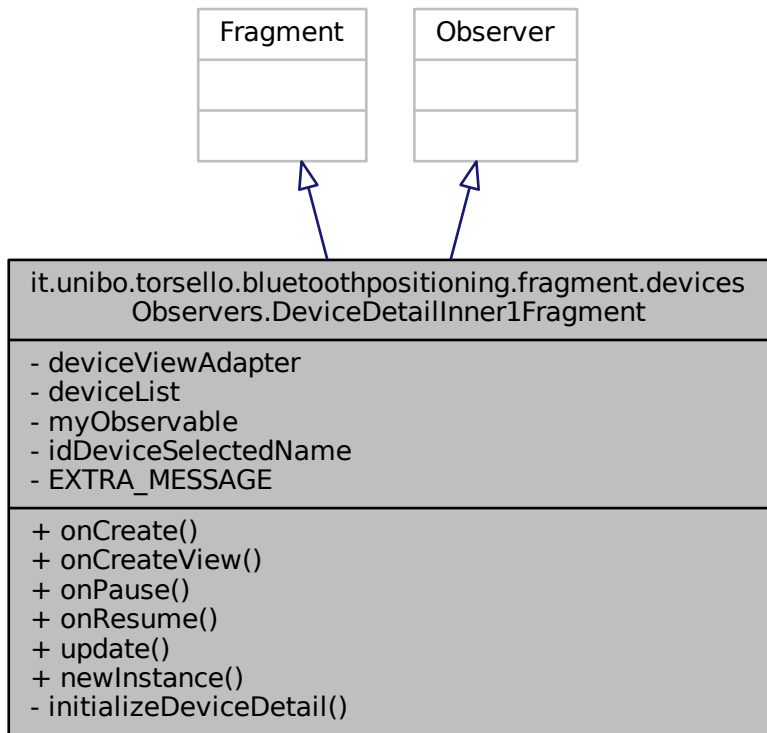 Fragment
Observer
it.unibo.torsello.bluetoothpositioning.fragment.devices
Observers.DeviceDetailInner1Fragment
- deviceViewAdapter
- deviceList
- myObservable
- idDeviceSelectedName
- EXTRA_MESSAGE
+ onCreate()
+ onCreateView()
+ onPause()
+ onResume()
+ update()
+ newInstance()
- initializeDeviceDetail()